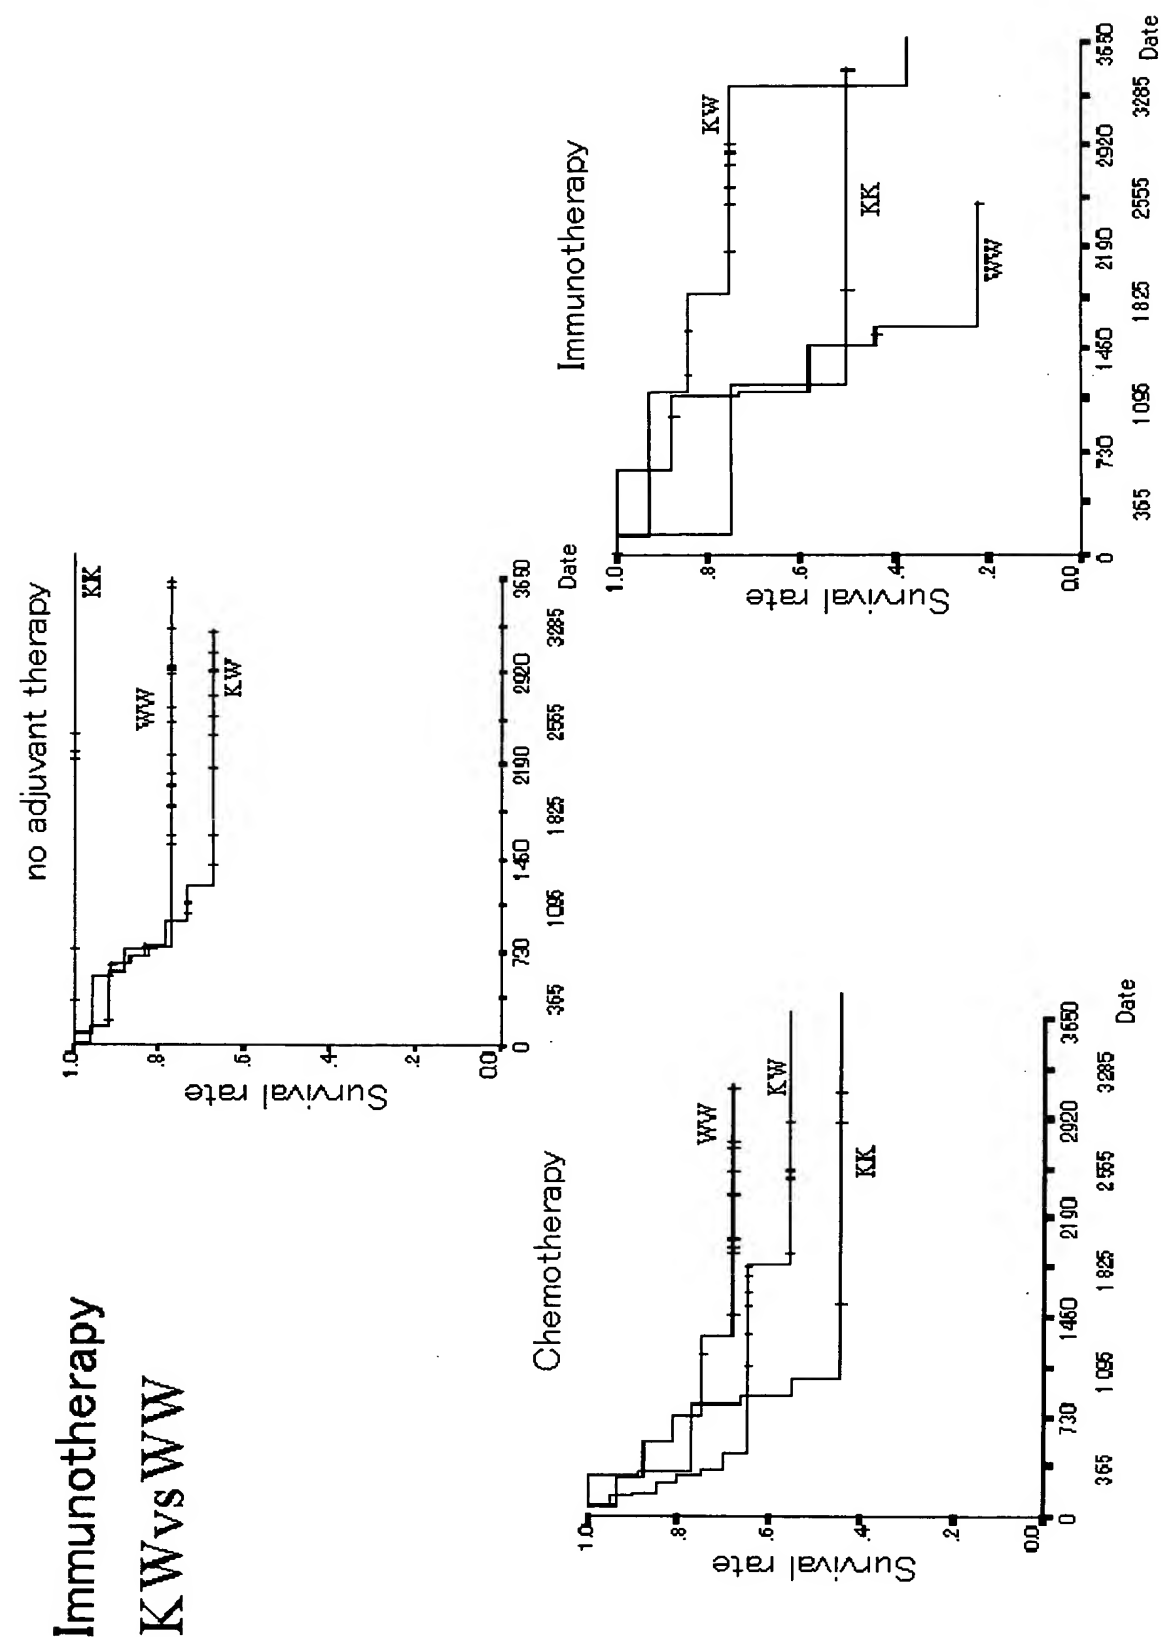 Immunotherapy
KW vs WW
no adjuvant therapy
1.0
KK
.8
WW
KW
.6
.4
.2
0.0
Survival rate
0 730 1460 2190 2920 3650
365 1095 1825 2555 3285 Date
Chemotherapy
1.0
.8
WW
KW
.6
.4
KK
.2
0.0
Survival rate
0 730 1460 2190 2920 3650
365 1095 1825 2555 3285 Date
Immunotherapy
1.0
.8
KW
.6
KK
.4
.2
WW
0.0
Survival rate
0 730 1460 2190 2920 3650
365 1095 1825 2555 3285 Date